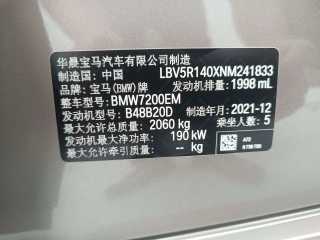 华晨宝马汽车有限公司制造
制造国：中国 LBV5R140XNM241833
品牌：宝马(BMW)牌 发动机排量：1998 mL
整车型号：BMW7200EM
发动机型号：B48B20D 制造年月：2021-12
最大允许总质量：2060 kg 乘坐人数：5
发动机最大净功率：190 kW
最大允许牵引质量：-- kg